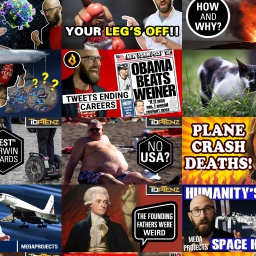 YOUR LEG'S OFF!!
HOW
AND
WHY?
TWEETS ENDING
CAREERS
OBAMA
BEATS
WEINER
EST"
RWIN
ARDS
TOPTENZ
NO
USA?
TOPTENZ
PLANE
CRASH
DEATHS!
MEGAPROJECTS
TOPTENZ
THE FOUNDING
FATHERS WERE
WEIRD
HUMANITY'S
MEGA
PROJECTS
SPACE H